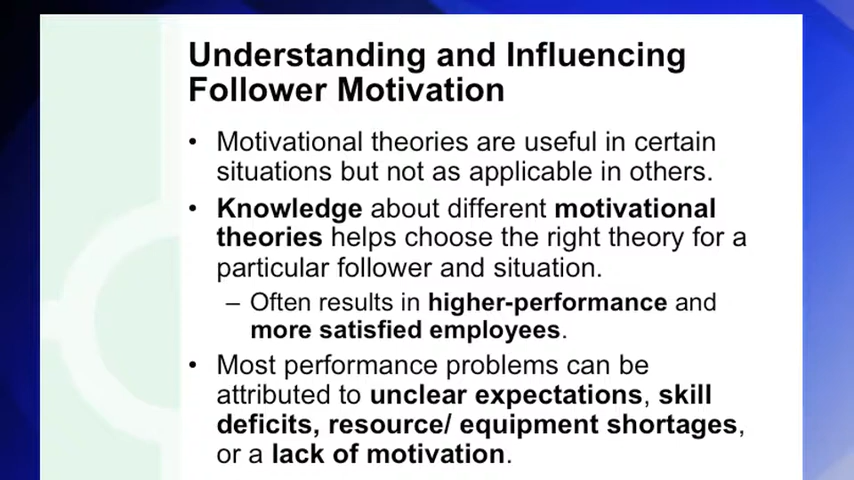 Understanding and Influencing
Follower Motivation
• Motivational theories are useful in certain
situations but not as applicable in others.
• Knowledge about different motivational
theories helps choose the right theory for a
particular follower and situation.
– Often results in higher-performance and
more satisfied employees.
• Most performance problems can be
attributed to unclear expectations, skill
deficits, resource/ equipment shortages,
or a lack of motivation.